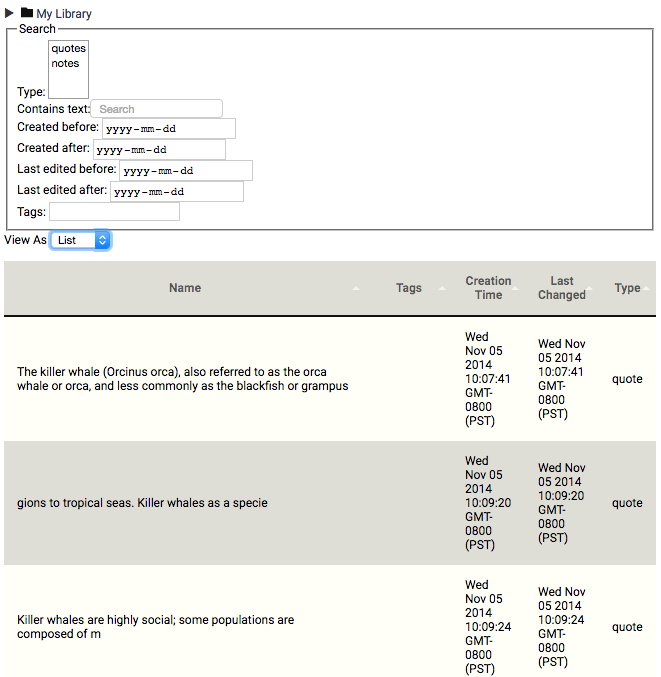 My Library
Search
quotes
notes
Type:
Contains text: Search
Created before: yyyy-mm-dd
Created after: yyyy-mm-dd
Last edited before: yyyy-mm-dd
Last edited after: yyyy-mm-dd
Tags:
View As List
Name Tags Creation Time Last Changed Type
The killer whale (Orcinus orca), also referred to as the orca
whale or orca, and less commonly as the blackfish or grampus
Wed
Nov 05
2014
10:07:41
GMT-
0800
(PST)
Wed Nov
05 2014
10:07:41
GMT-
0800
(PST)
quote
gions to tropical seas. Killer whales as a specie
Wed
Nov 05
2014
10:09:20
GMT-
0800
(PST)
Wed Nov
05 2014
10:09:20
GMT-
0800
(PST)
quote
Killer whales are highly social; some populations are
composed of m
Wed
Nov 05
2014
10:09:24
GMT-
0800
(PST)
Wed Nov
05 2014
10:09:24
GMT-
0800
(PST)
quote